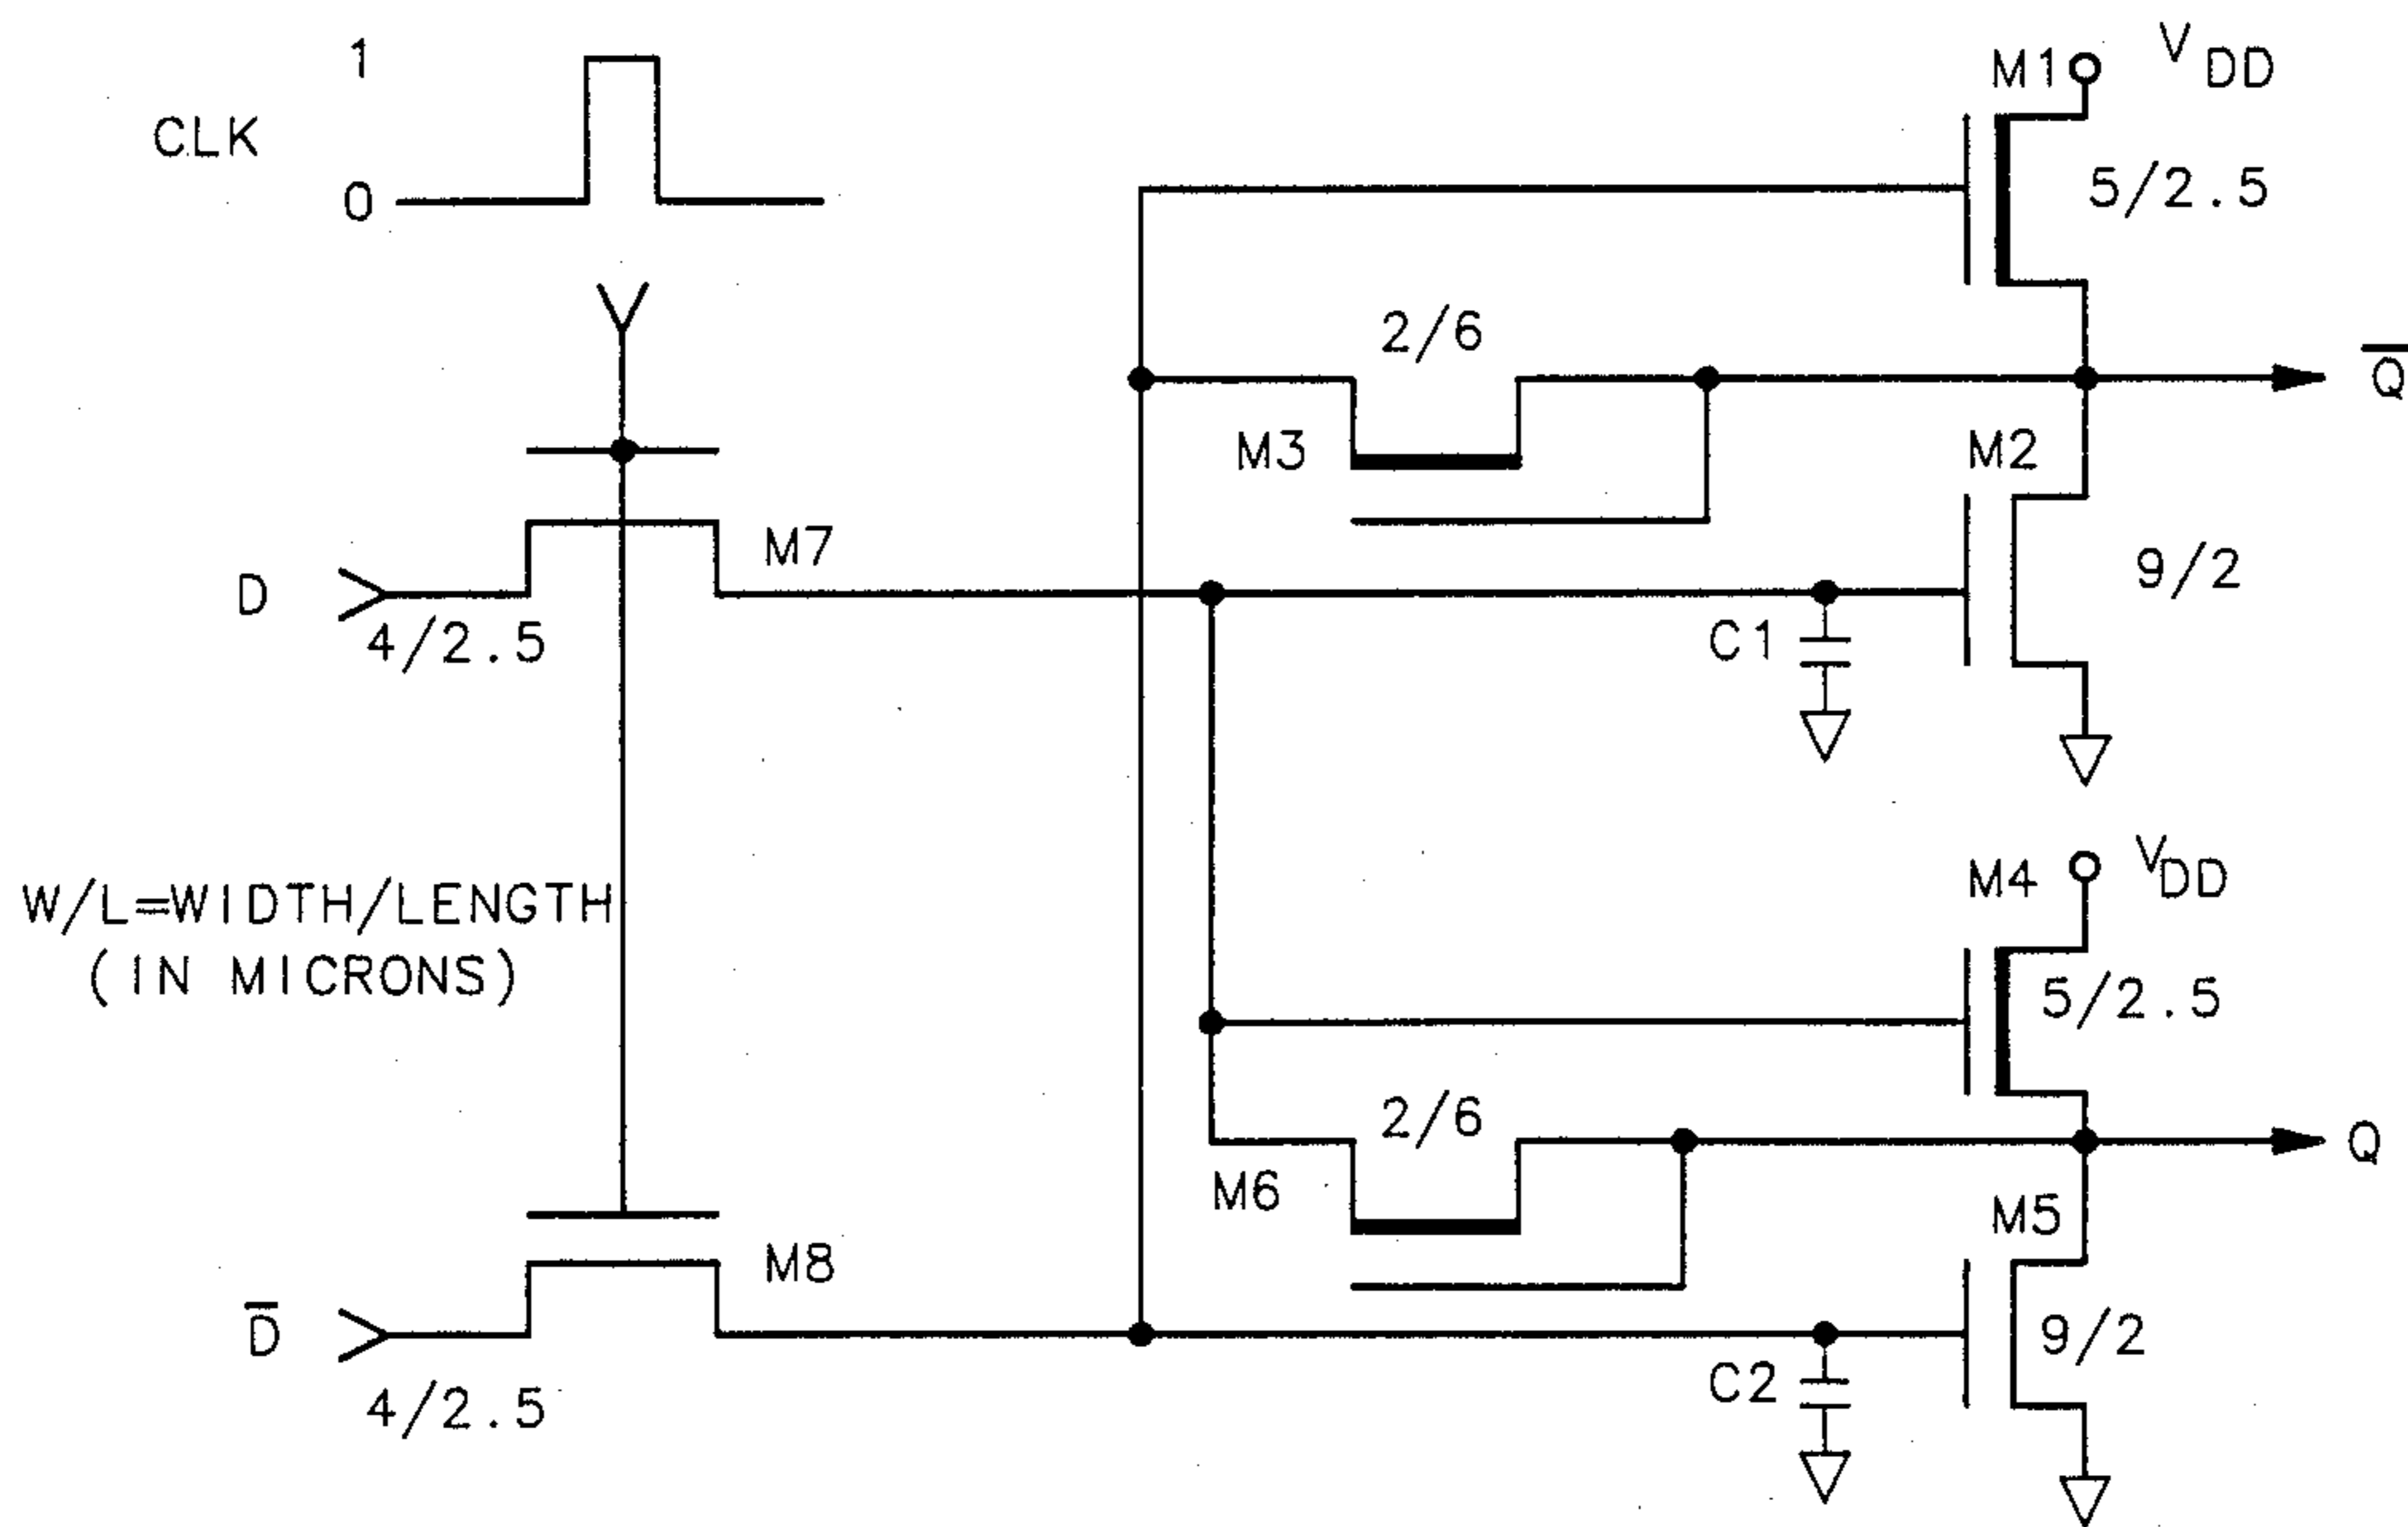 1
CLK
0
M1
V DD
5/2.5
2/6
Q̅
M3
M2
M7
9/2
D
4/2.5
C1
W/L=WIDTH/LENGTH
(IN MICRONS)
M4
VDD
5/2.5
2/6
Q
M6
M5
M8
D̅
9/2
C2
4/2.5